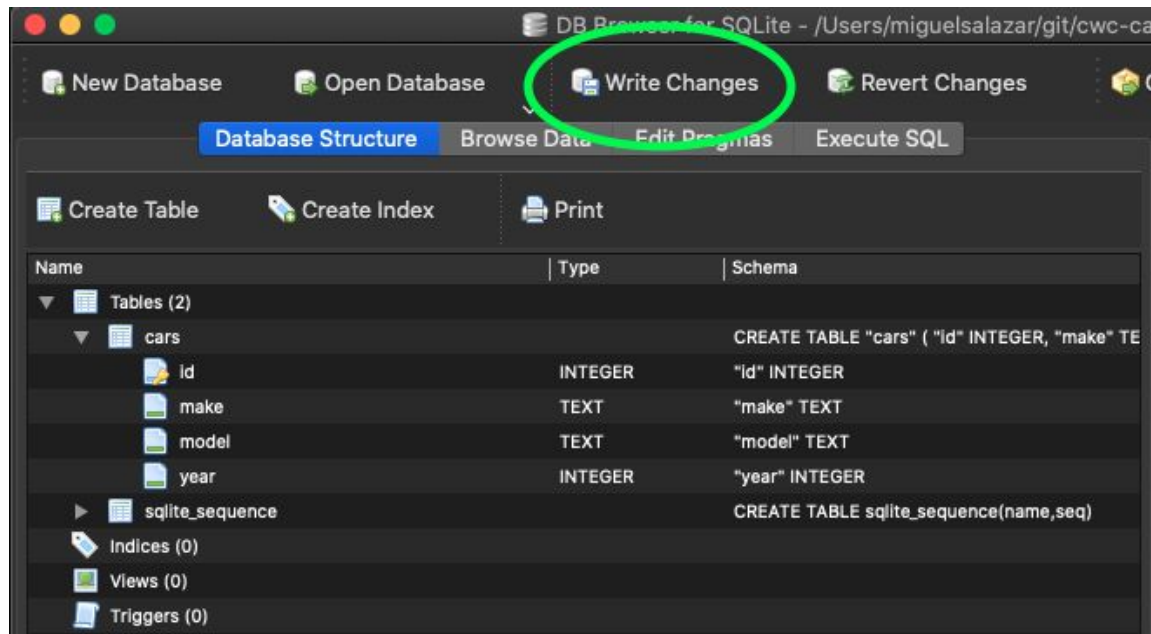 DB Browser for SQLite - /Users/miguelsalazar/git/cwc-ca
New Database Open Database Write Changes Revert Changes
Database Structure Browse Data Edit Pragmas Execute SQL
Create Table Create Index Print
Name Type Schema
Tables (2)
cars CREATE TABLE "cars" ( "id" INTEGER, "make" TE
id INTEGER "id" INTEGER
make TEXT "make" TEXT
model TEXT "model" TEXT
year INTEGER "year" INTEGER
sqlite_sequence CREATE TABLE sqlite_sequence(name,seq)
Indices (0)
Views (0)
Triggers (0)